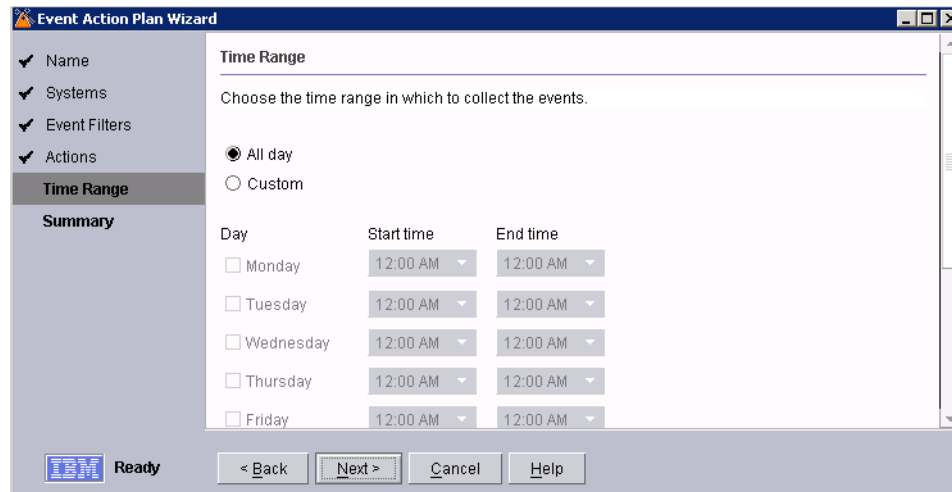 Event Action Plan Wizard
Name
Systems
Event Filters
Actions
Time Range
Summary
Time Range
Choose the time range in which to collect the events.
All day
Custom
Day Start time End time
Monday 12:00 AM 12:00 AM
Tuesday 12:00 AM 12:00 AM
Wednesday 12:00 AM 12:00 AM
Thursday 12:00 AM 12:00 AM
Friday 12:00 AM 12:00 AM
IBM Ready < Back Next > Cancel Help